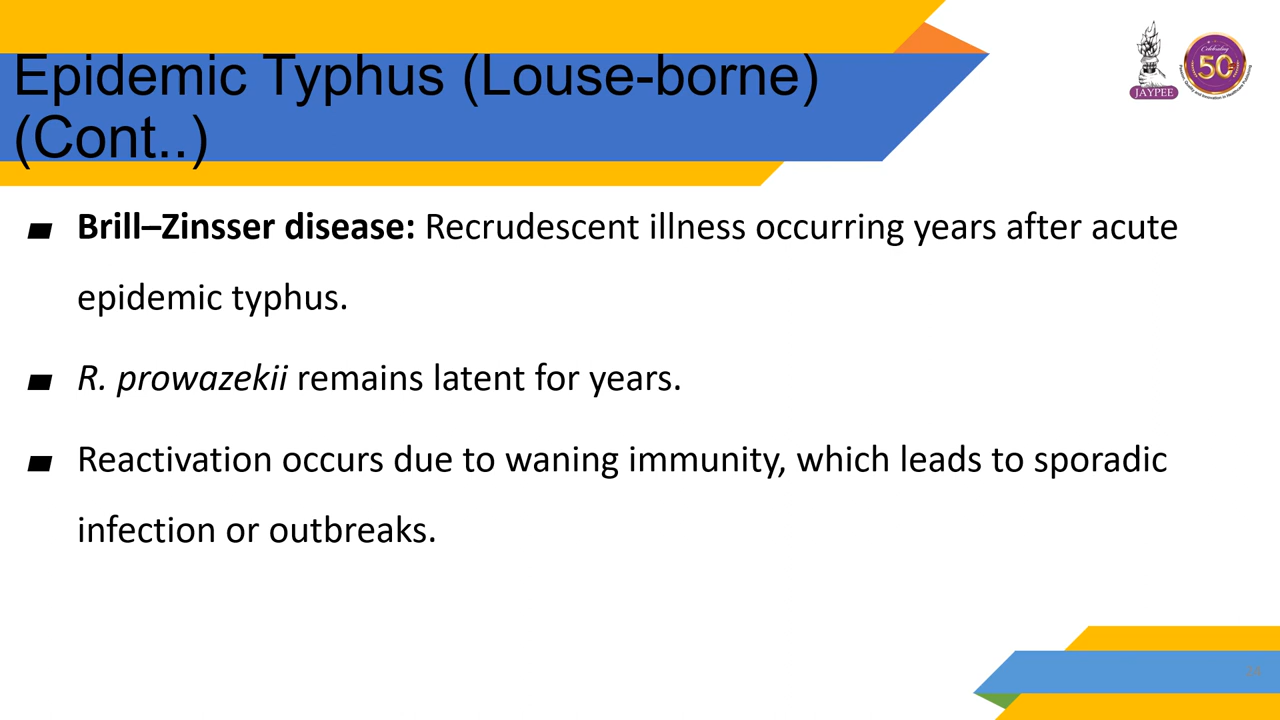 Epidemic Typhus (Louse-borne)
(Cont..)
JAYPEE
Celebrating
50
Brill–Zinsser disease: Recrudescent illness occurring years after acute
epidemic typhus.
R. prowazekii remains latent for years.
Reactivation occurs due to waning immunity, which leads to sporadic
infection or outbreaks.